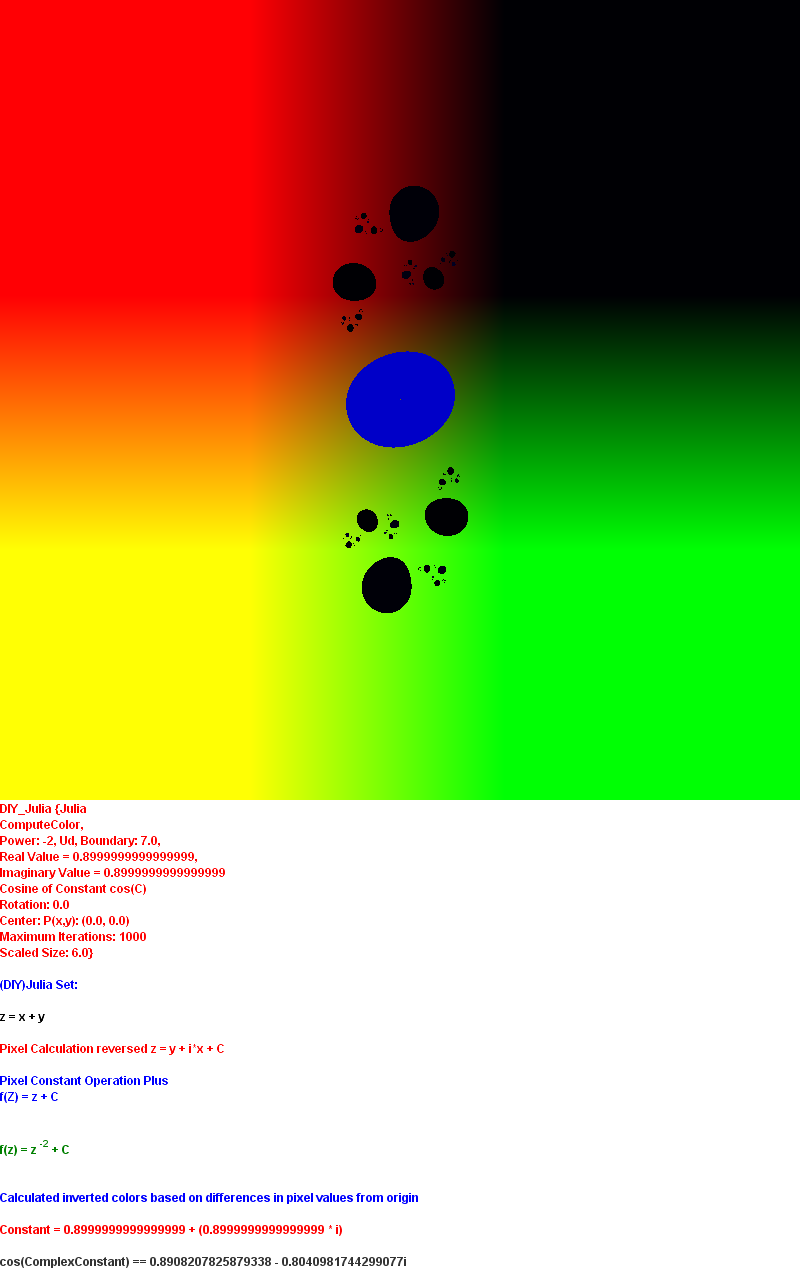 DIY_Julia {Julia
ComputeColor,
Power: -2, Ud, Boundary: 7.0,
Real Value = 0.8999999999999999,
Imaginary Value = 0.8999999999999999
Cosine of Constant cos(C)
Rotation: 0.0
Center: P(x,y): (0.0, 0.0)
Maximum Iterations: 1000
Scaled Size: 6.0}
(DIY)Julia Set:
z = x + y
Pixel Calculation reversed z = y + i*x + C
Pixel Constant Operation Plus
f(Z) = z + C
f(z) = z -2 + C
Calculated inverted colors based on differences in pixel values from origin
Constant = 0.8999999999999999 + (0.8999999999999999 * i)
cos(ComplexConstant) == 0.8908207825879338 - 0.8040981744299077i